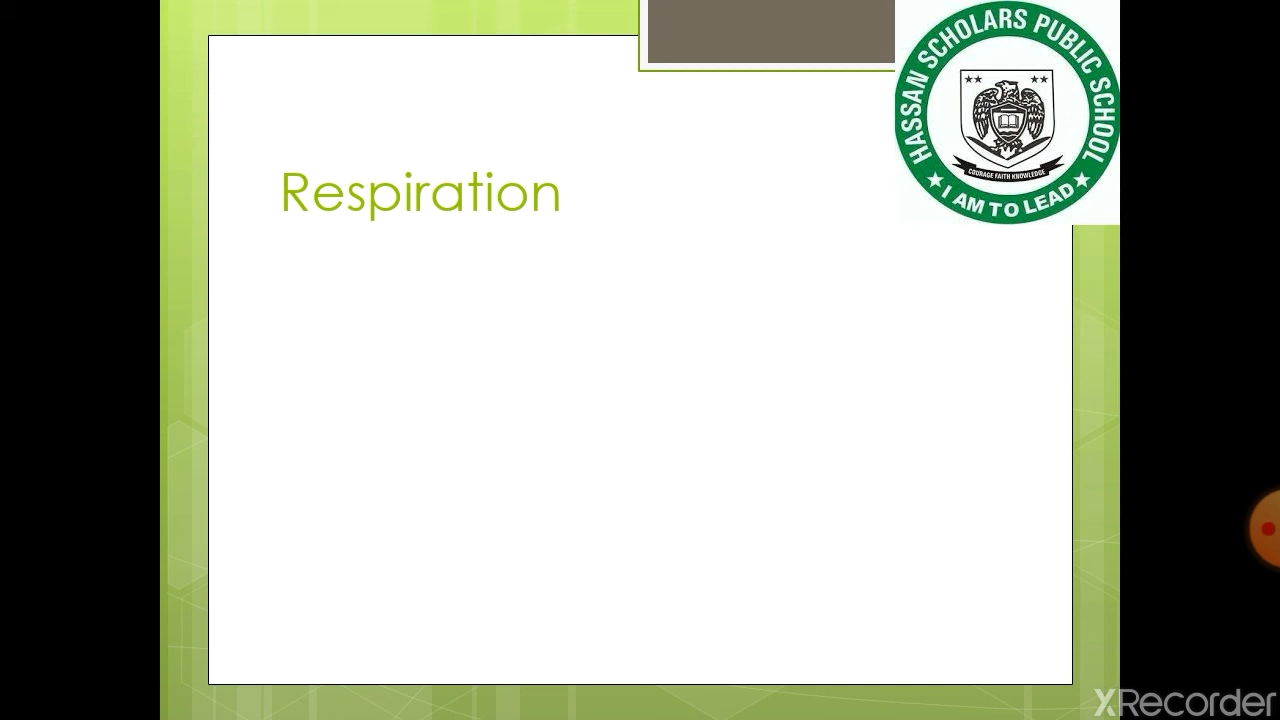 HASSAN SCHOLARS PUBLIC SCHOOL
COURAGE FAITH KNOWLEDGE
★ I AM TO LEAD ★
Respiration
XRecorder